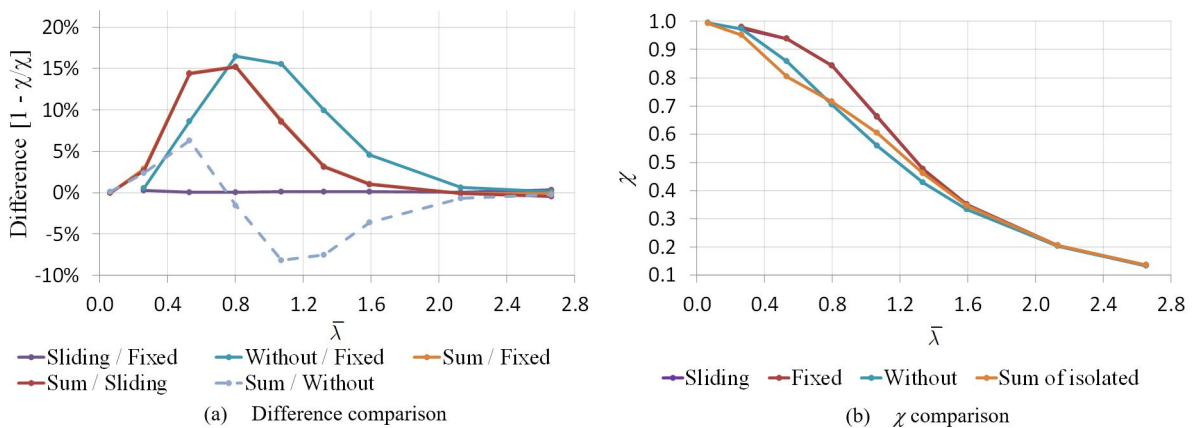 Difference [1 - χ/χ]
20%
15%
10%
5%
0%
-5%
-10%
0.0 0.4 0.8 1.2 1.6 2.0 2.4 2.8
λ̄
Sliding / Fixed Without / Fixed Sum / Fixed
Sum / Sliding Sum / Without
(a) Difference comparison
χ
1.0
0.9
0.8
0.7
0.6
0.5
0.4
0.3
0.2
0.1
0.0 0.4 0.8 1.2 1.6 2.0 2.4 2.8
λ̄
Sliding Fixed Without Sum of isolated
(b) χ comparison